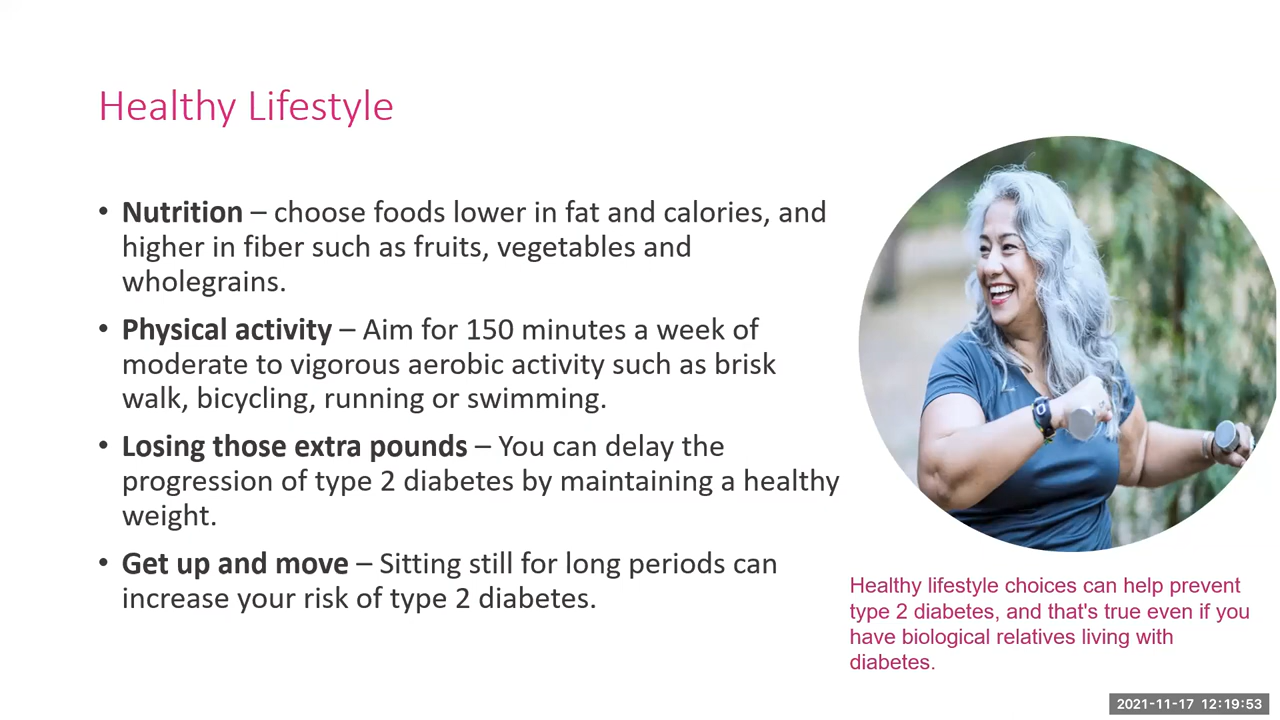 Healthy Lifestyle
• Nutrition – choose foods lower in fat and calories, and
higher in fiber such as fruits, vegetables and
wholegrains.
• Physical activity – Aim for 150 minutes a week of
moderate to vigorous aerobic activity such as brisk
walk, bicycling, running or swimming.
• Losing those extra pounds – You can delay the
progression of type 2 diabetes by maintaining a healthy
weight.
• Get up and move – Sitting still for long periods can
increase your risk of type 2 diabetes.
Healthy lifestyle choices can help prevent
type 2 diabetes, and that's true even if you
have biological relatives living with
diabetes.
2021-11-17 12:19:53